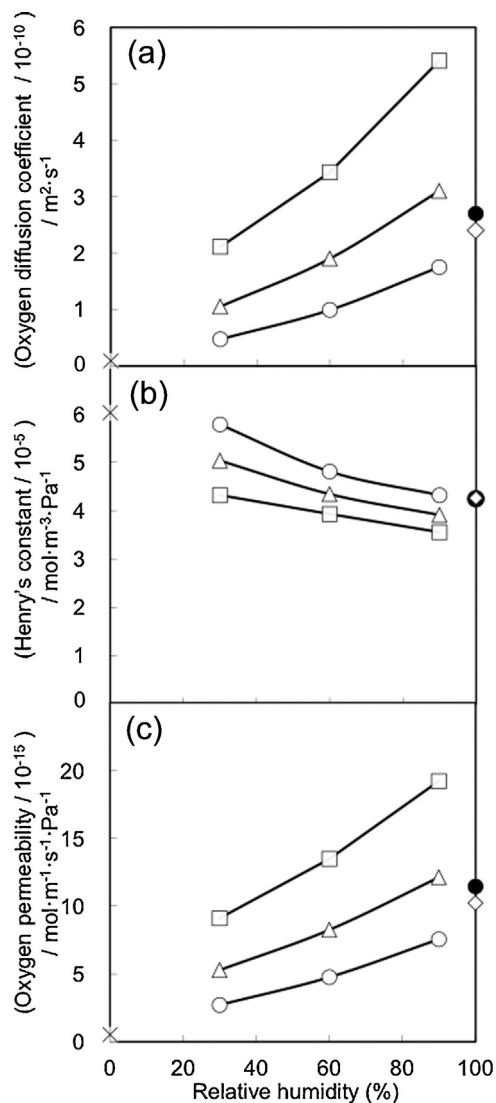 (a)
(Oxygen diffusion coefficient / 10⁻¹⁰)
/ m²·s⁻¹
6
5
4
3
2
1
0
(b)
(Henry's constant / 10⁻⁵)
/ mol·m⁻³·Pa⁻¹
6
5
4
3
2
1
0
(c)
(Oxygen permeability / 10⁻¹⁵)
/ mol·m⁻¹·s⁻¹·Pa⁻¹
20
15
10
5
0
0 20 40 60 80 100
Relative humidity (%)